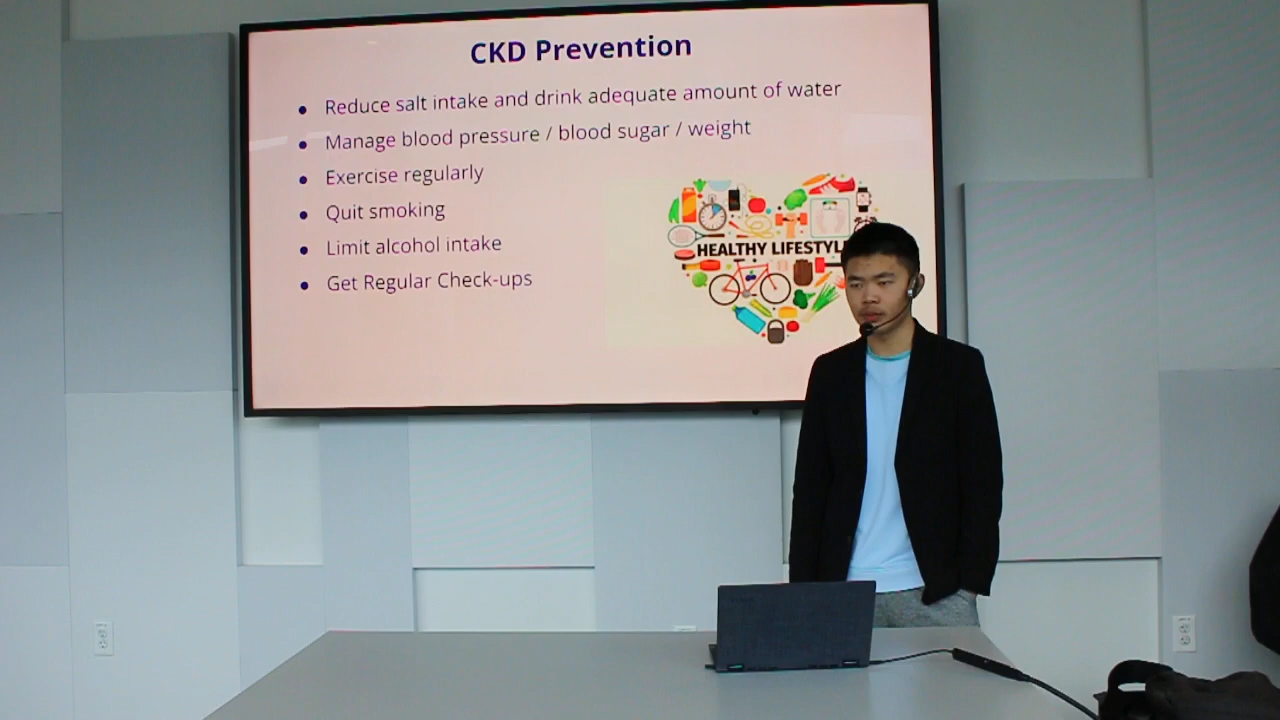 CKD Prevention
Reduce salt intake and drink adequate amount of water
Manage blood pressure / blood sugar / weight
Exercise regularly
Quit smoking
Limit alcohol intake
Get Regular Check-ups
HEALTHY LIFESTYL